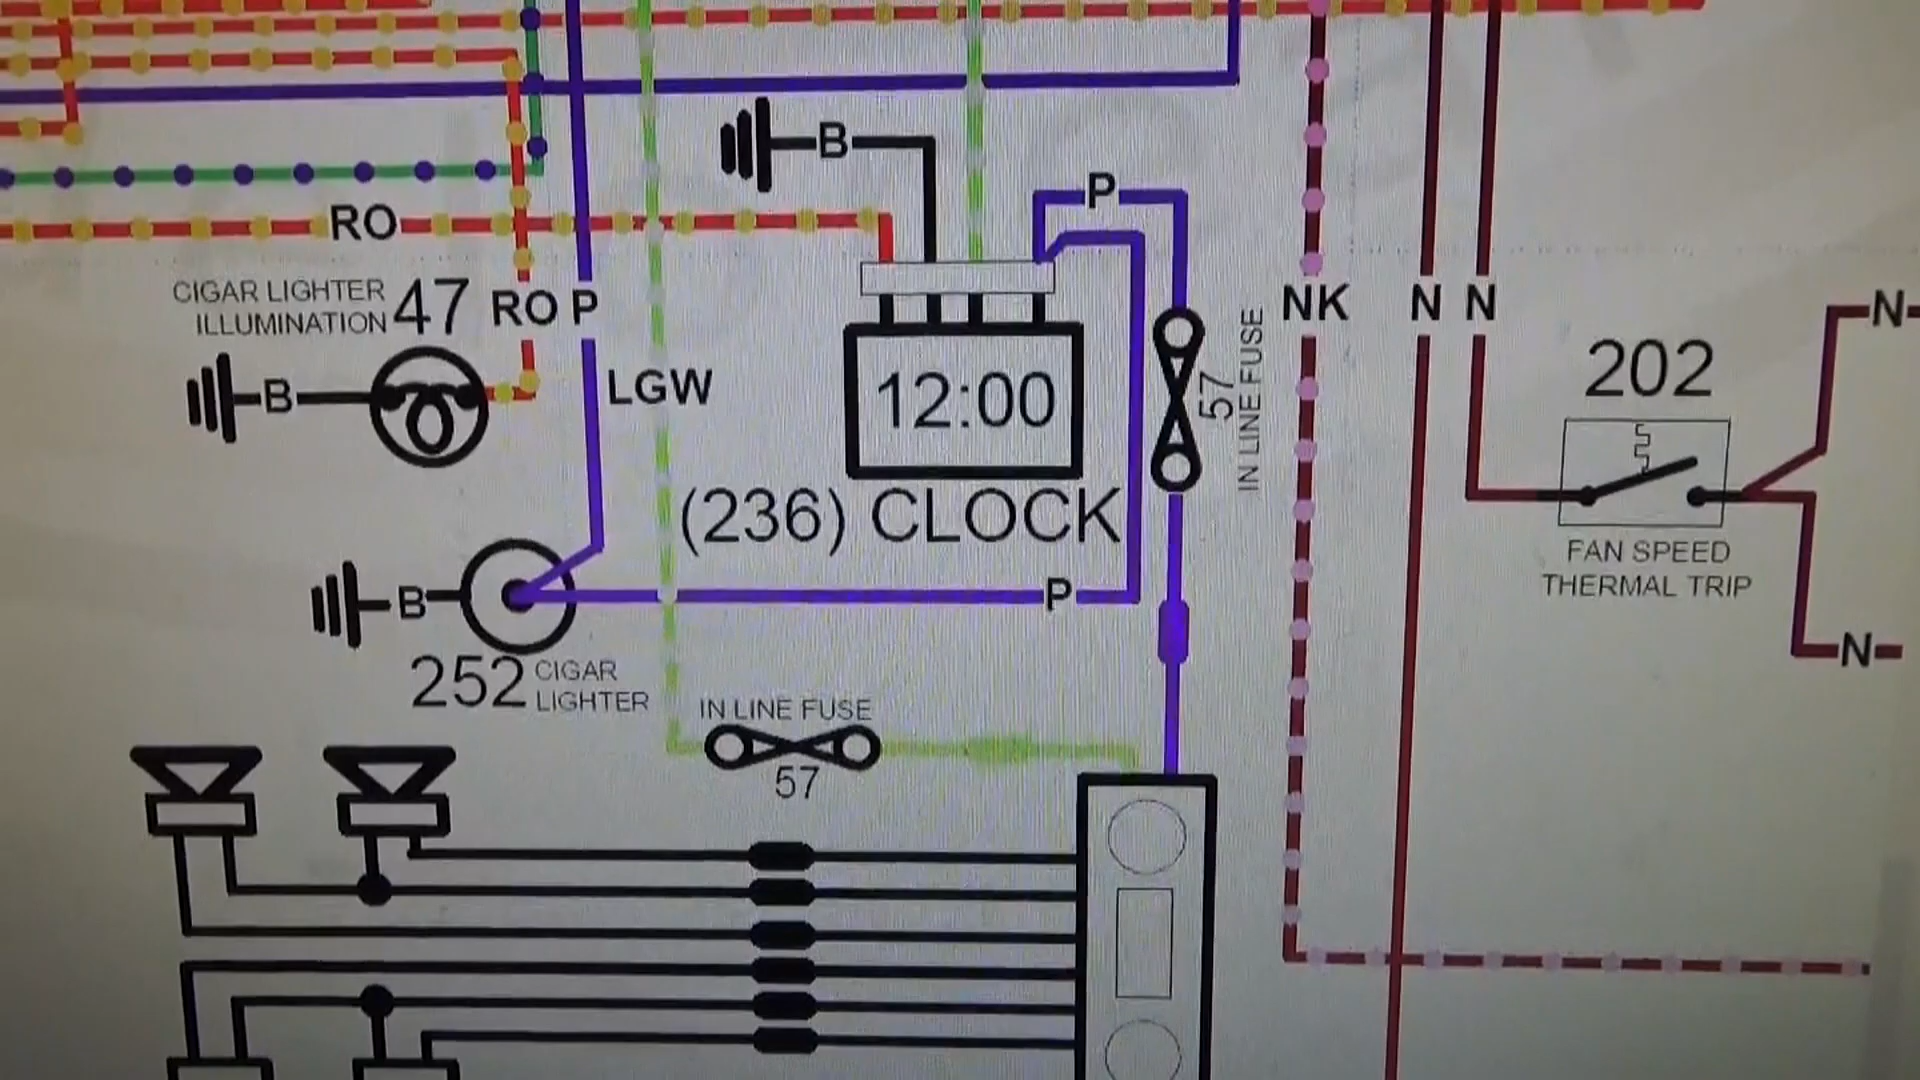 B
P
RO
CIGAR LIGHTER
ILLUMINATION
47
RO
P
NK
N
N
N
B
LGW
12:00
57
IN LINE FUSE
202
(236) CLOCK
FAN SPEED
THERMAL TRIP
B
P
252
CIGAR
LIGHTER
N
IN LINE FUSE
57